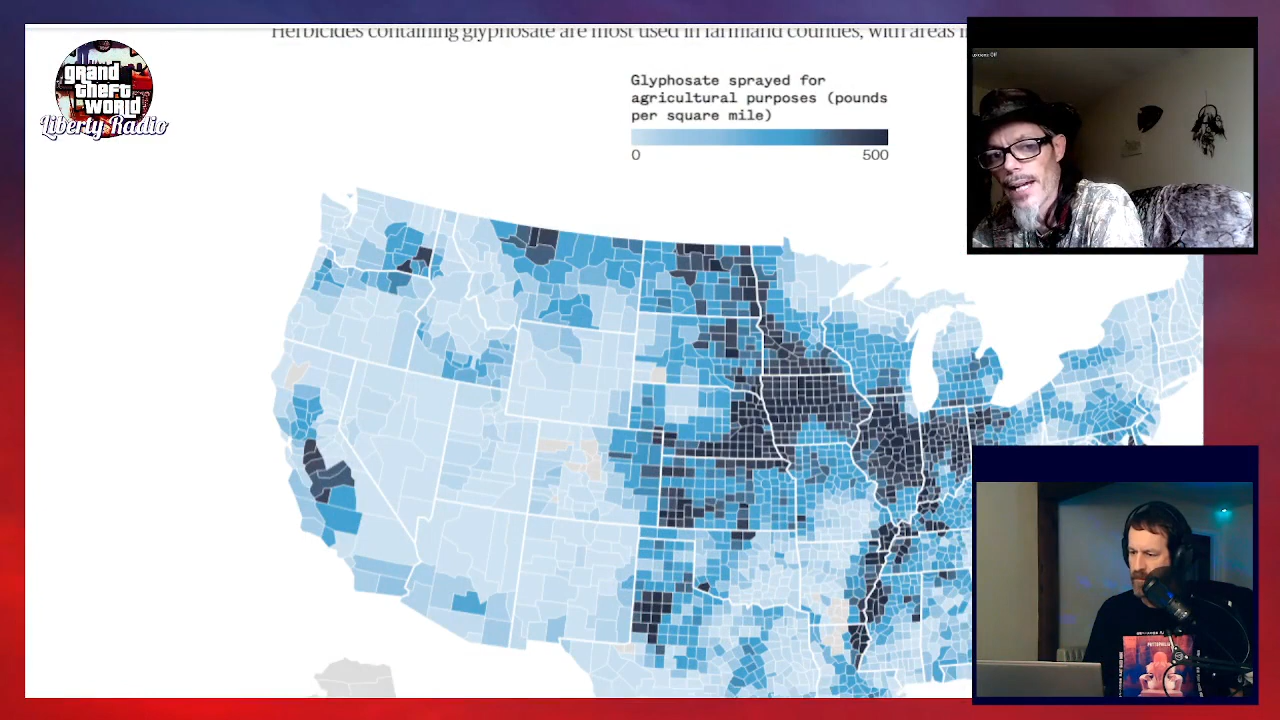 Herbicides containing glyphosate are most used in farmland counties, with areas
grand
theft
world
Liberty Radio
Glyphosate sprayed for
agricultural purposes (pounds
per square mile)
0 500